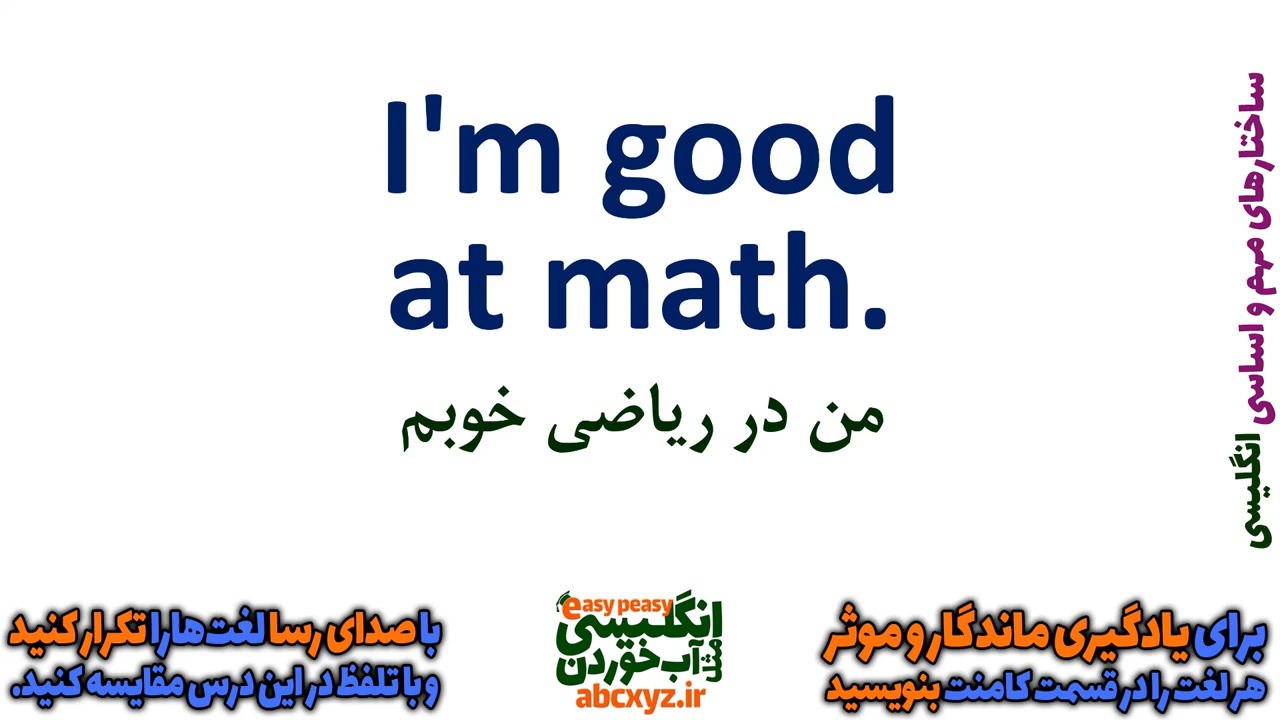 I'm good
at math.
من در ریاضی خوبم
ساختارهای مهم و اساسی انگلیسی
برای یادگیری ماندگار و موثر
هر لغت را در قسمت کامنت بنویسید
easy peasy
انگلیسی
مثل آب خوردن
abcxyz.ir
با صدای رسا لغت‌ها را تکرار کنید
و با تلفظ در این درس مقایسه کنید.